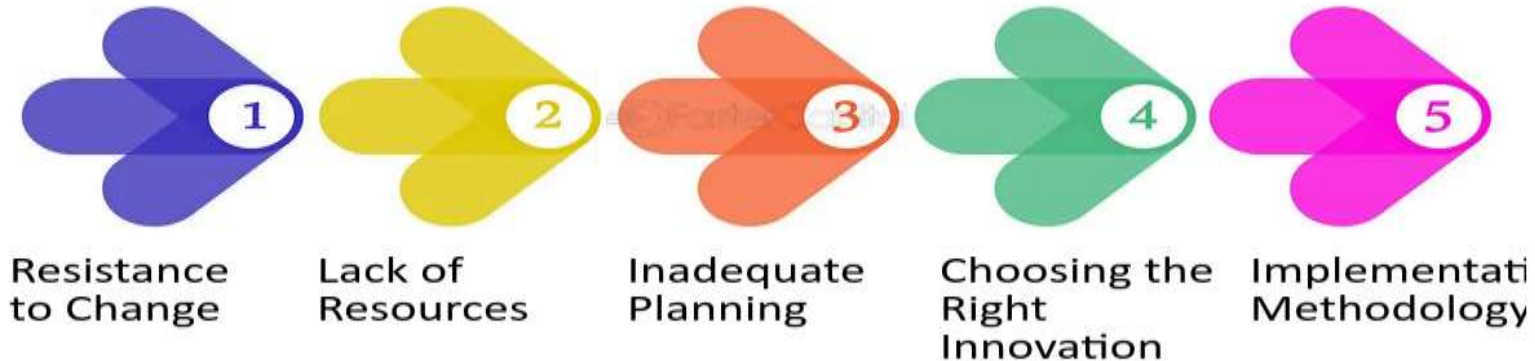 1
Resistance
to Change
2
Lack of
Resources
3
Inadequate
Planning
4
Choosing the
Right
Innovation
5
Implementati
Methodology